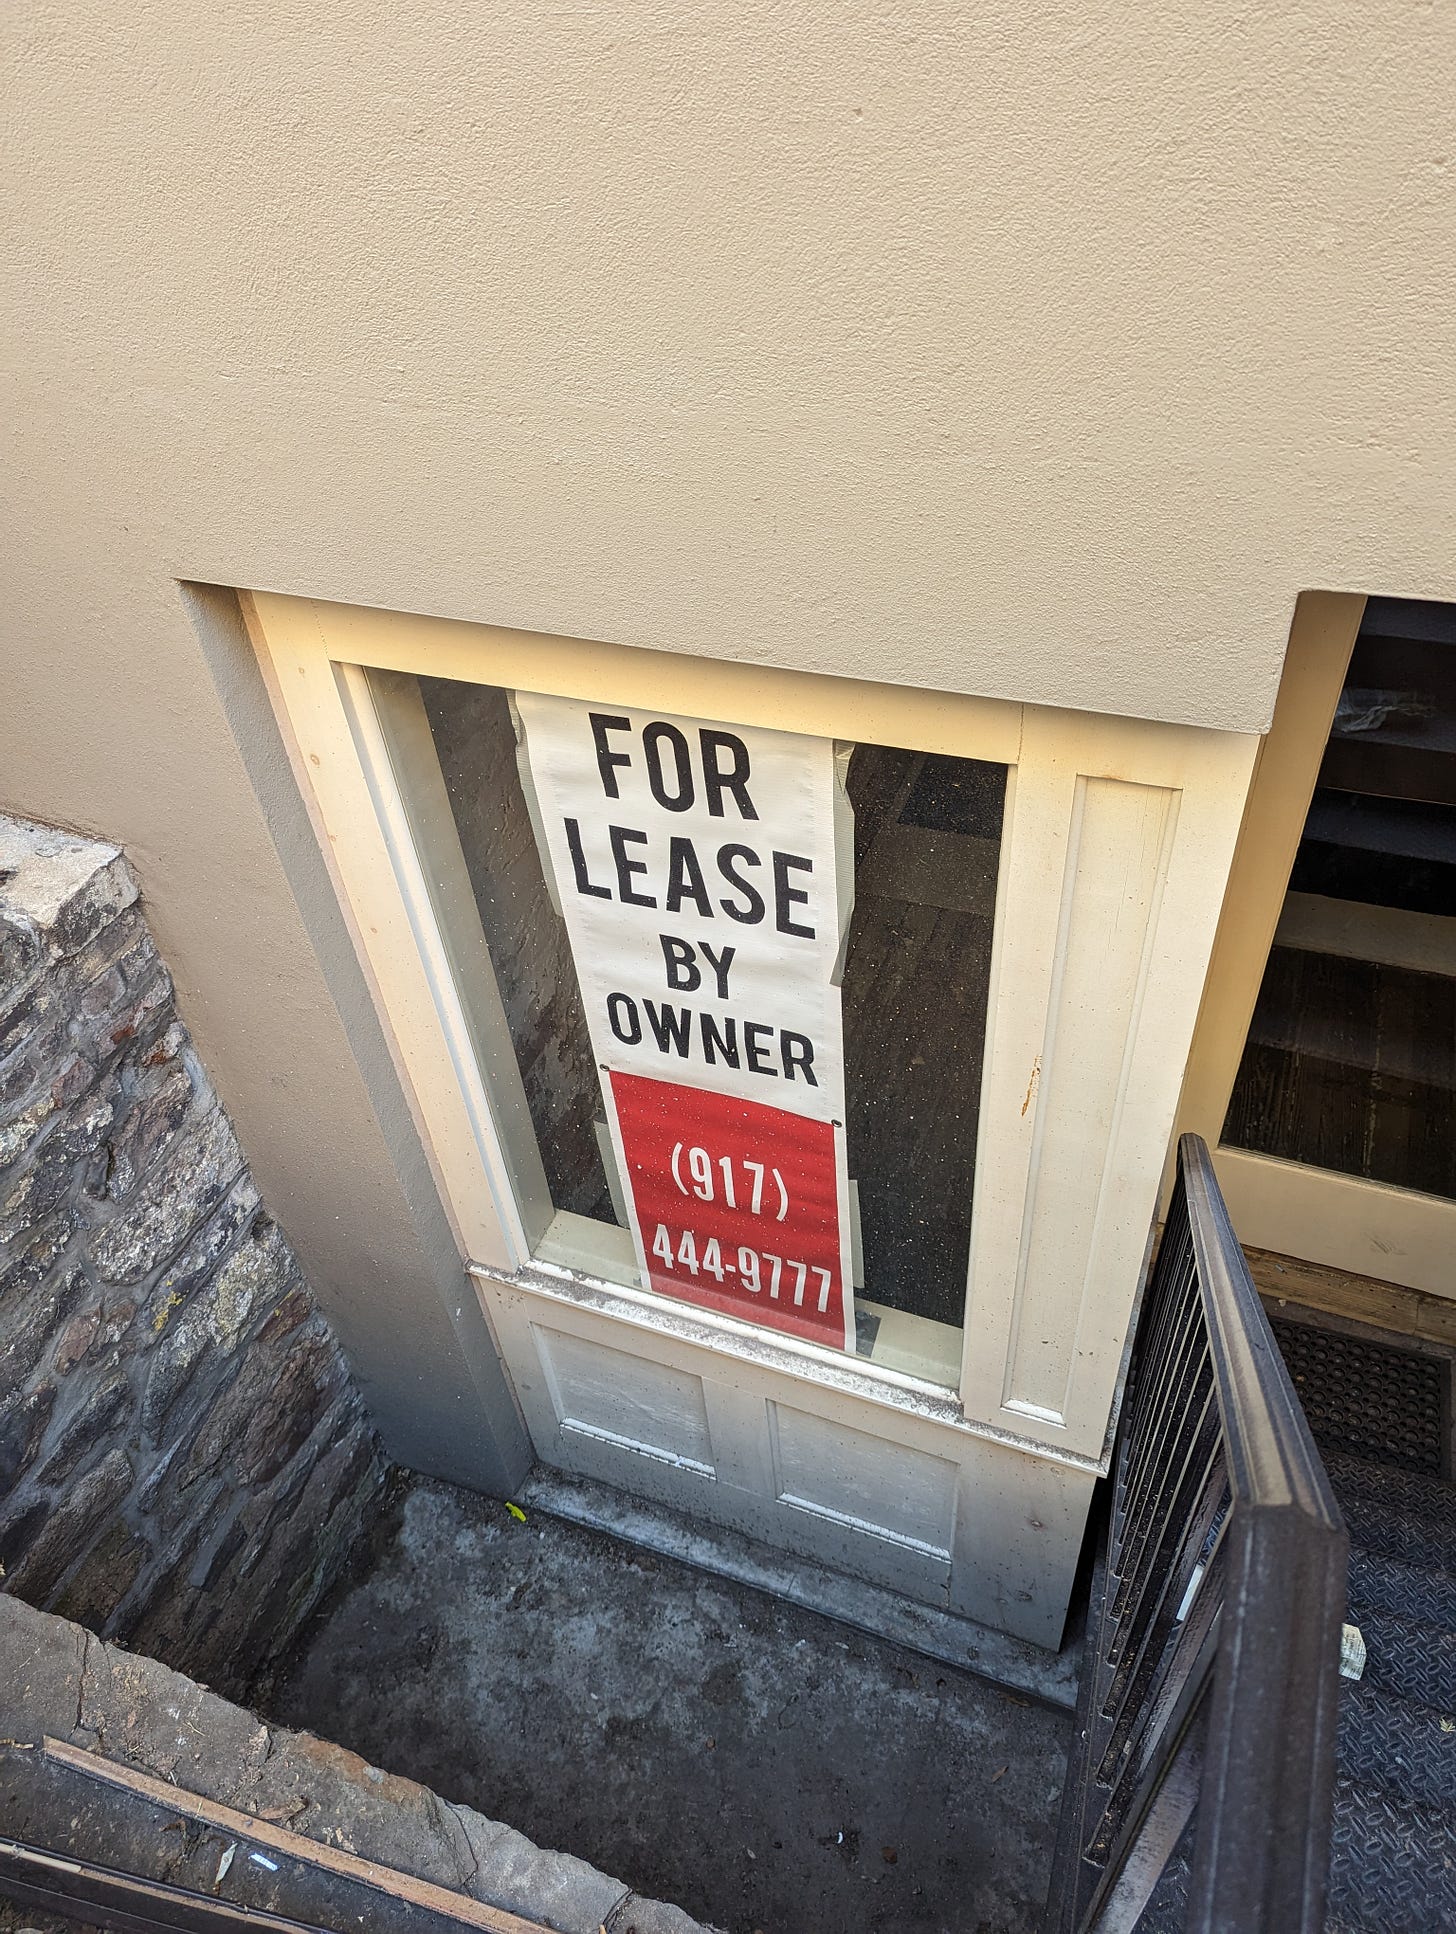 FOR
LEASE
BY
OWNER
(917)
444-9777